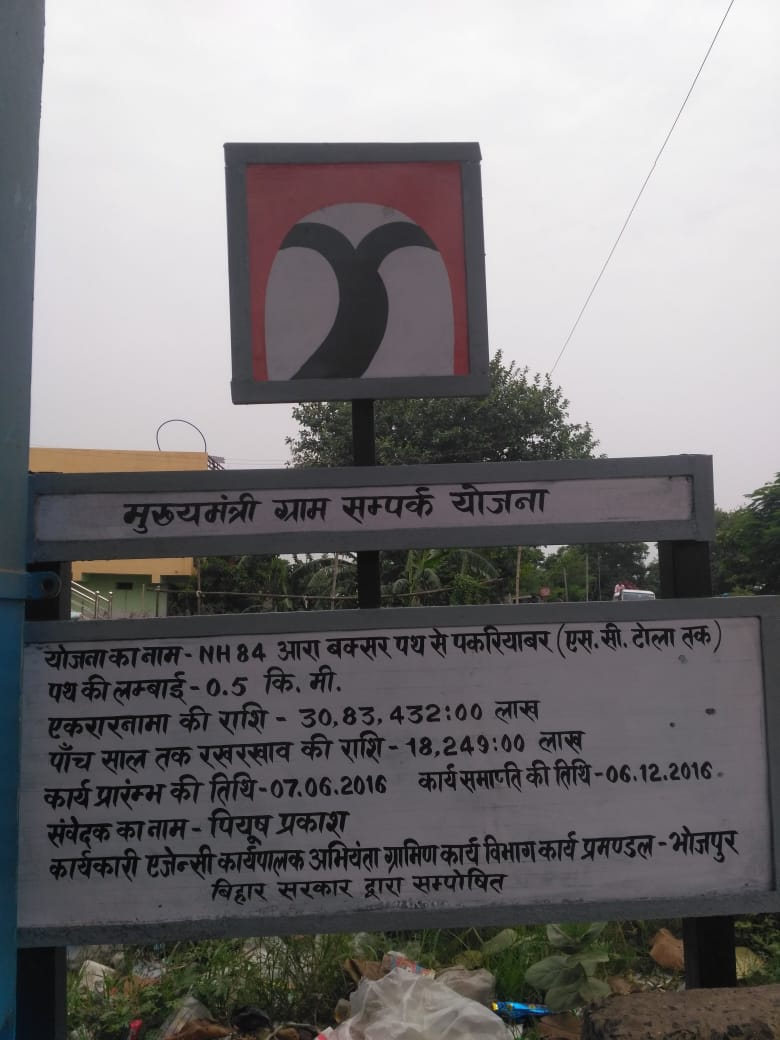 मुख्यमंत्री ग्राम सम्पर्क योजना
योजना का नाम - NH 84 आरा बक्सर पथ से पकरियाबर (एस.सी. टोला तक)
पथ की लम्बाई - 0.5 कि. मी.
एकरारनामा की राशि - 30,83,432:00 लाख
पाँच साल तक रखरखाव की राशि - 18,249:00 लाख
कार्य प्रारंम्भ की तिथि - 07.06.2016 कार्य समाप्ति की तिथि - 06.12.2016
संवेदक का नाम - पियूष प्रकाश
कार्यकारी एजेन्सी कार्यपालक अभियंता ग्रामिण कार्य विभाग कार्य प्रमण्डल - भोजपुर
बिहार सरकार द्वारा सम्पोषित